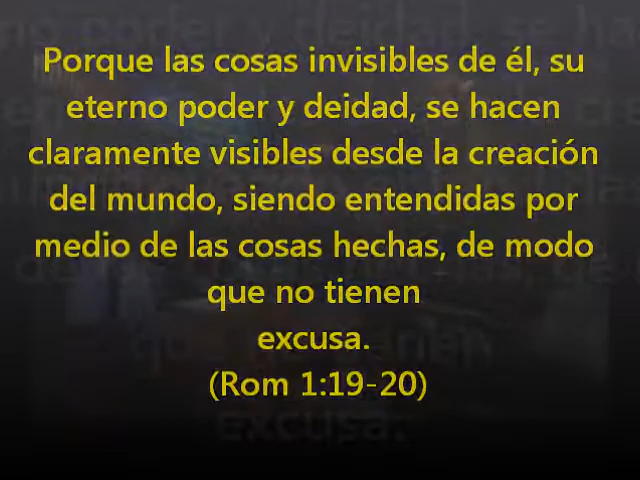 Porque las cosas invisibles de él, su
eterno poder y deidad, se hacen
claramente visibles desde la creación
del mundo, siendo entendidas por
medio de las cosas hechas, de modo
que no tienen
excusa.
(Rom 1:19-20)